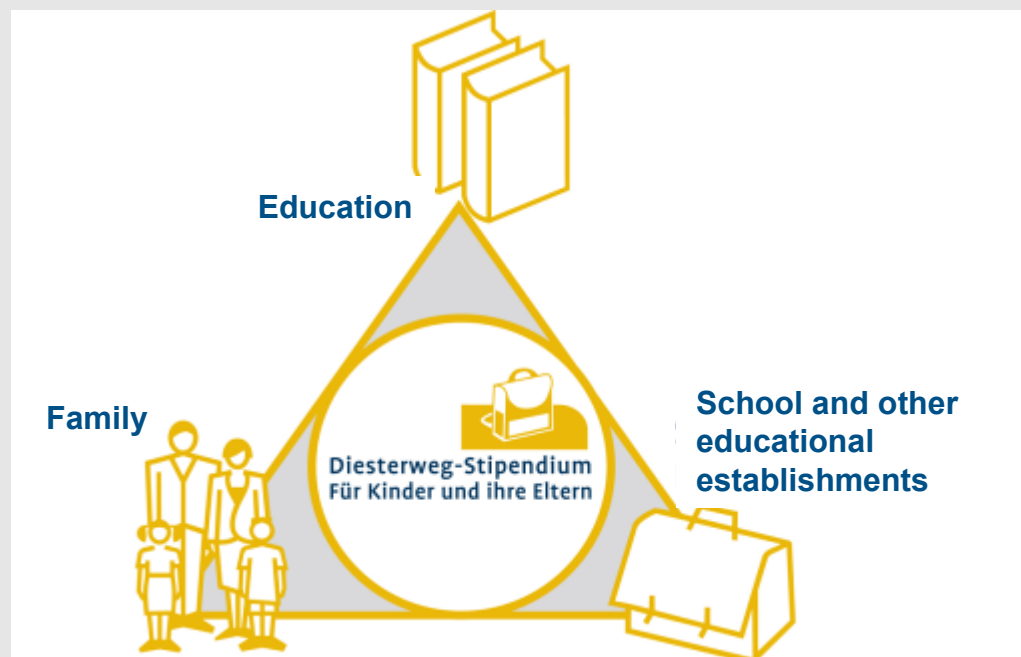 Education
Family
School and other
educational
establishments
Diesterweg-Stipendium
Für Kinder und ihre Eltern